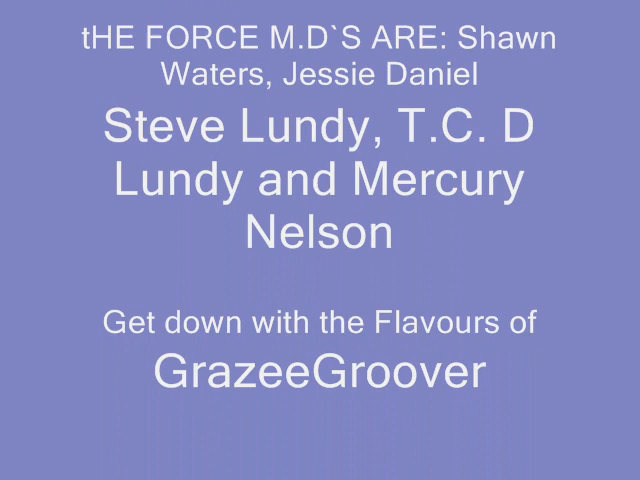 tHE FORCE M.D`S ARE: Shawn
Waters, Jessie Daniel
Steve Lundy, T.C. D
Lundy and Mercury
Nelson
Get down with the Flavours of
GrazeeGroover